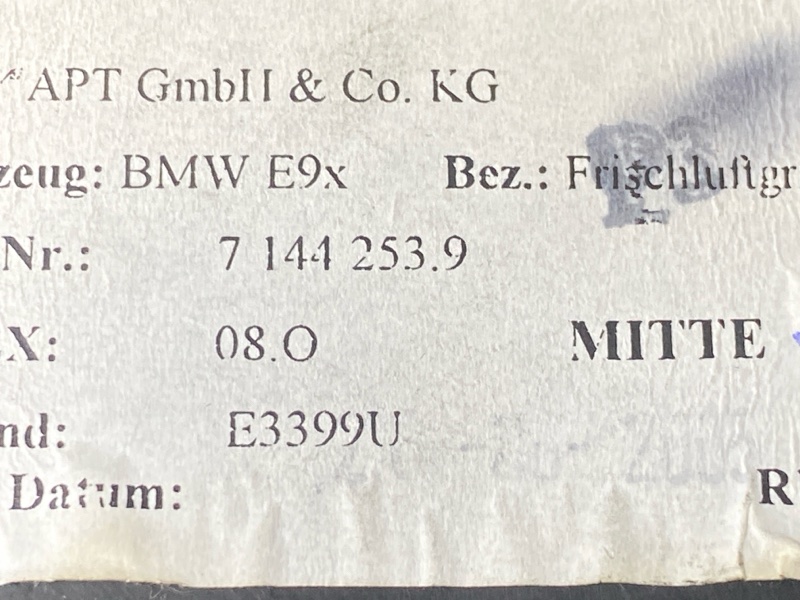 APT GmbH & Co. KG
zeug: BMW E9x Bez.: Frischluftgr
Nr.: 7 144 253.9
X: 08.O MITTE
nd: E3399U
Datum: R